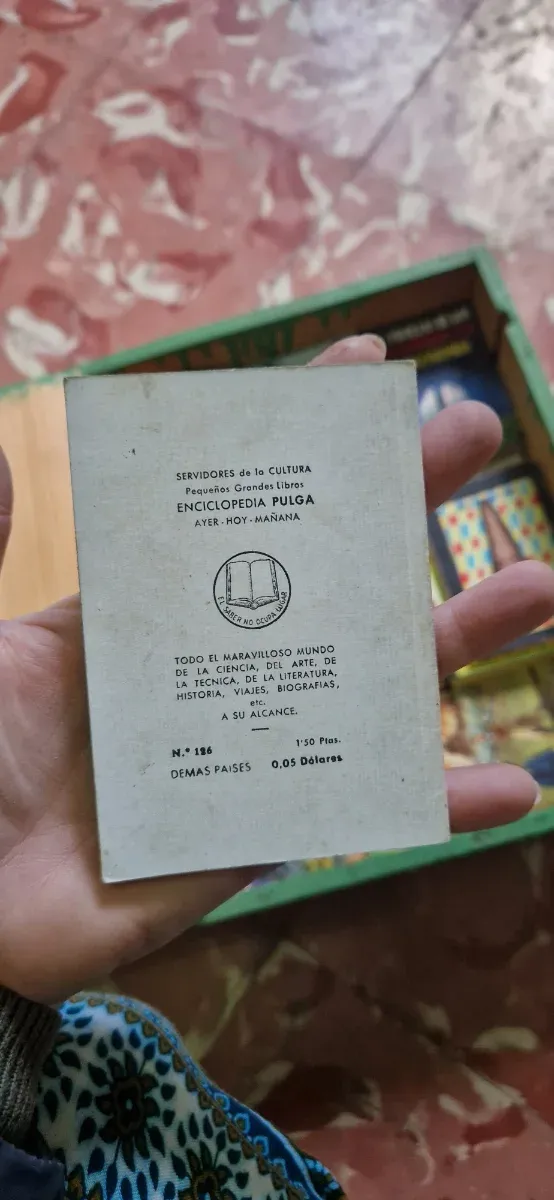 SERVIDORES de la CULTURA
Pequeños Grandes Libros
ENCICLOPEDIA PULGA
AYER - HOY - MAÑANA
EL SABER NO OCUPA LUGAR
TODO EL MARAVILLOSO MUNDO
DE LA CIENCIA, DEL ARTE, DE
LA TECNICA, DE LA LITERATURA,
HISTORIA, VIAJES, BIOGRAFIAS,
etc.
A SU ALCANCE.
N.º 186 1'50 Ptas.
DEMAS PAISES 0,05 Dólares